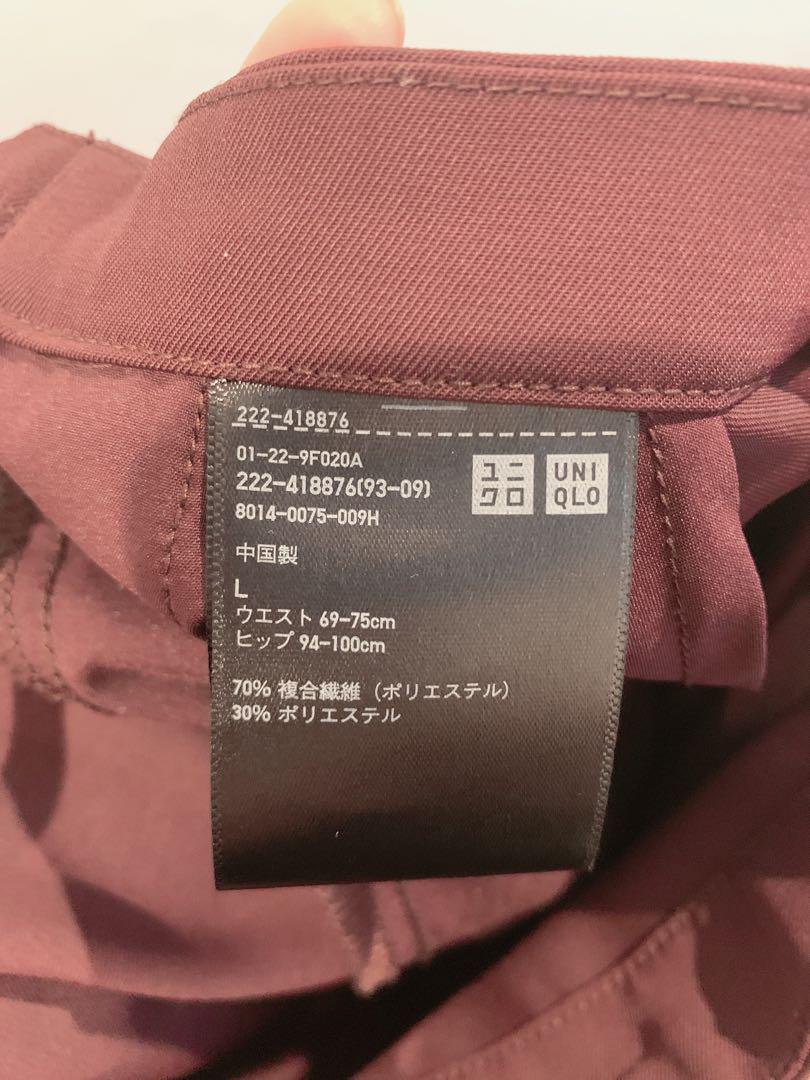 222-418876
01-22-9F020A
222-418876(93-09)
8014-0075-009H
ユニ
クロ
UNI
QLO
中国製
L
ウエスト 69-75cm
ヒップ 94-100cm
70% 複合繊維（ポリエステル）
30% ポリエステル